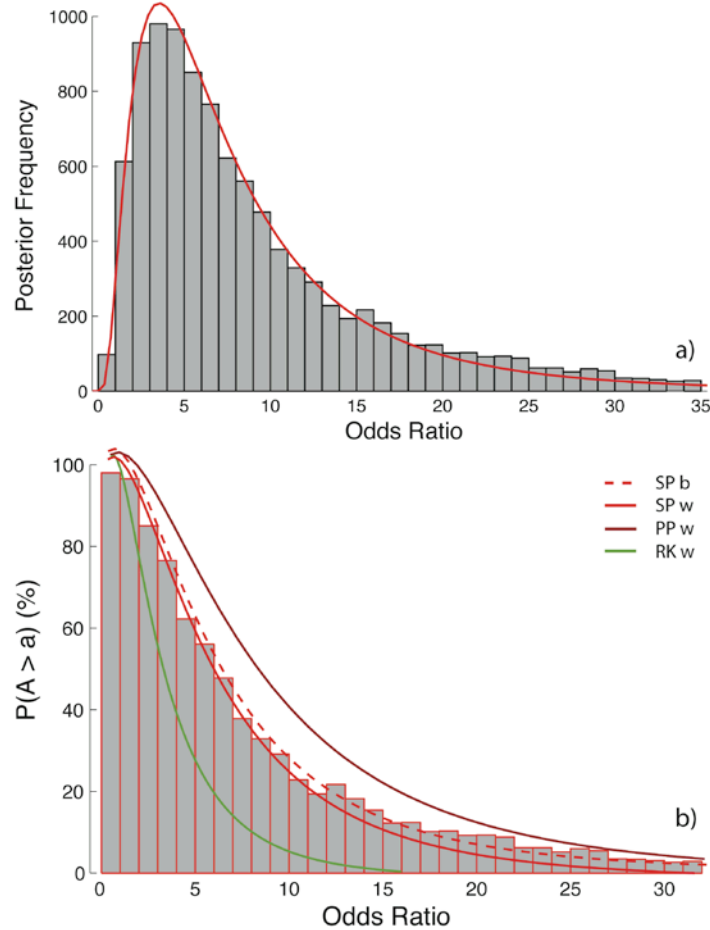 Posterior Frequency
1000
800
600
400
200
0
0 5 10 15 20 25 30 35
a)
Odds Ratio
P(A > a) (%)
100
80
60
40
20
0
SP b
SP w
PP w
RK w
b)
0 5 10 15 20 25 30
Odds Ratio